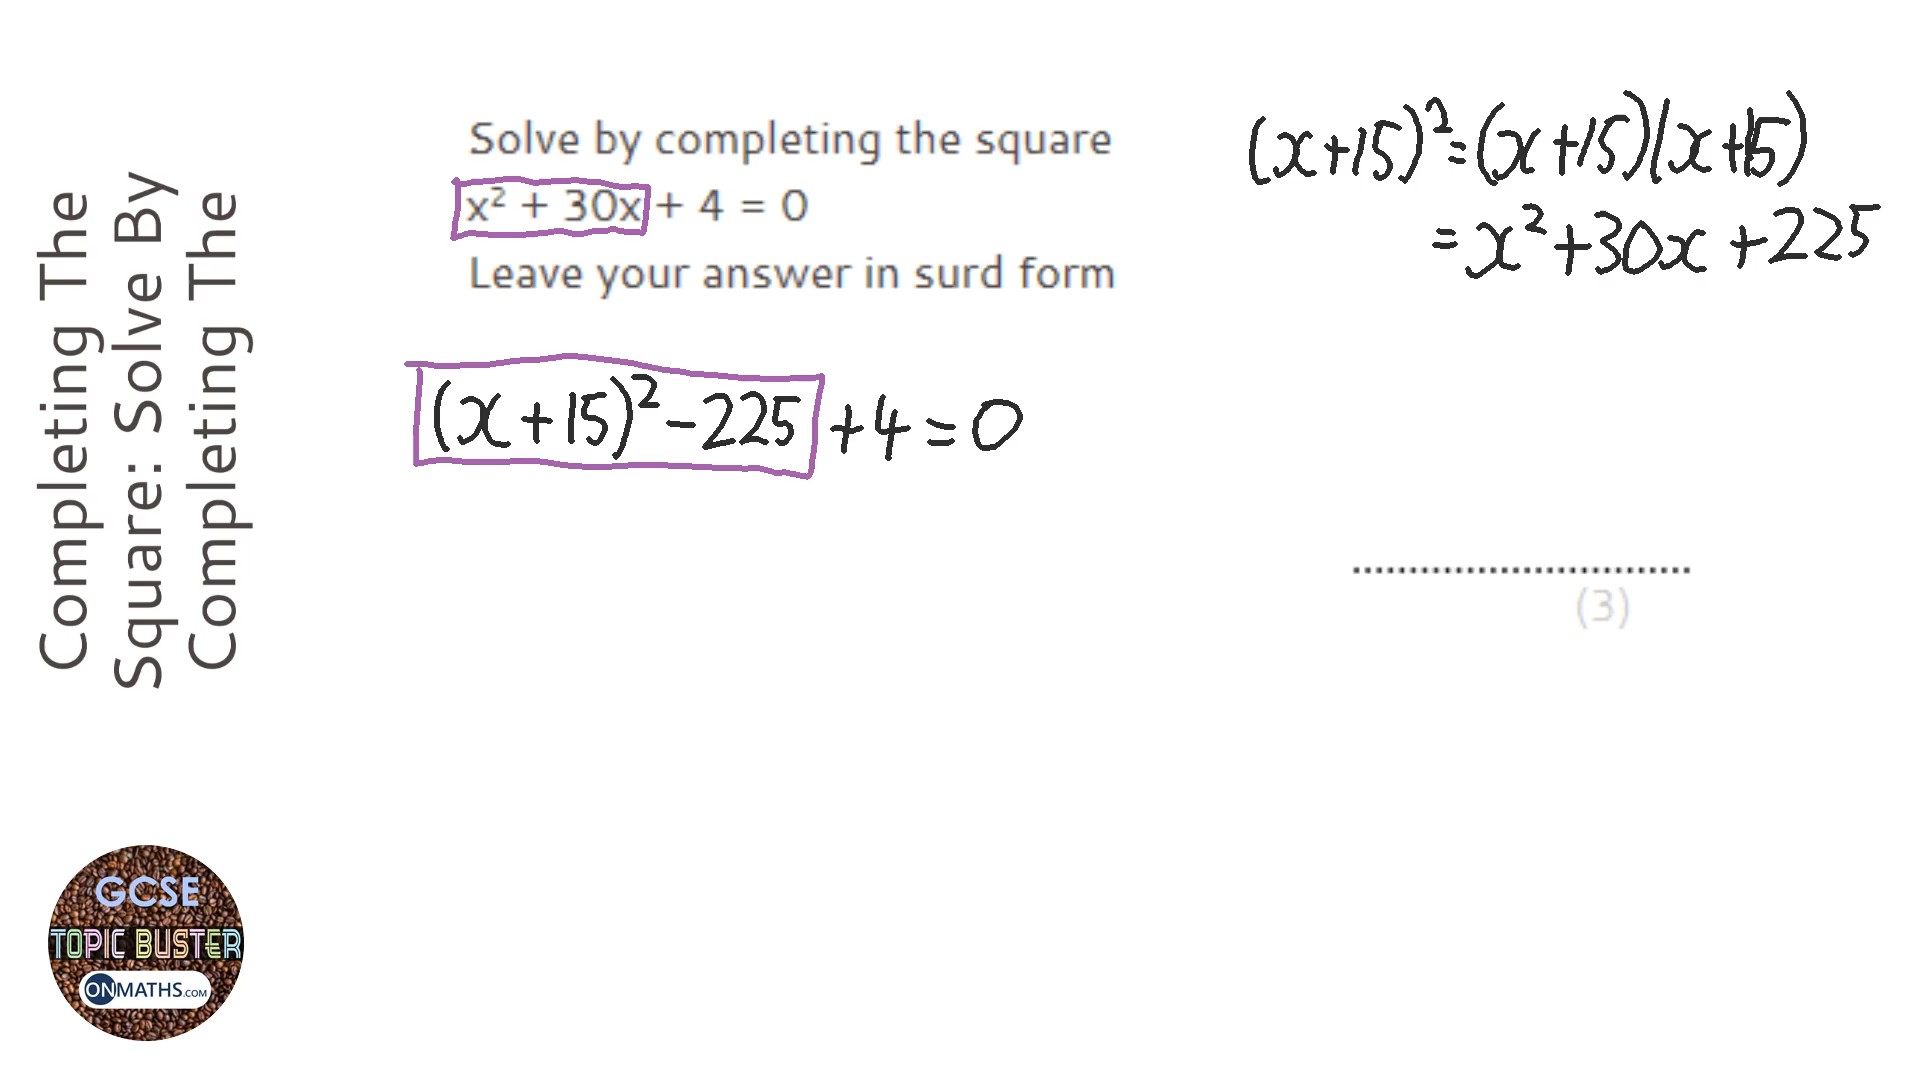 Completing The
Square: Solve By
Completing The
Solve by completing the square
x² + 30x + 4 = 0
Leave your answer in surd form
(x+15)²=(x+15)(x+15)
=x²+30x+225
(x+15)²-225+4=0
(3)
GCSE
TOPIC BUSTER
ONMATHS.COM